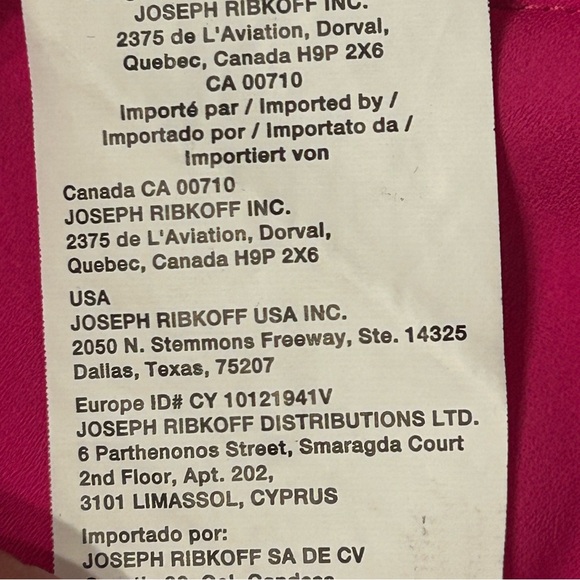 JOSEPH RIBKOFF INC.
2375 de L'Aviation, Dorval,
Quebec, Canada H9P 2X6
CA 00710
Importé par / Imported by /
Importado por / Importato da /
Importiert von
Canada CA 00710
JOSEPH RIBKOFF INC.
2375 de L'Aviation, Dorval,
Quebec, Canada H9P 2X6
USA
JOSEPH RIBKOFF USA INC.
2050 N. Stemmons Freeway, Ste. 14325
Dallas, Texas, 75207
Europe ID# CY 10121941V
JOSEPH RIBKOFF DISTRIBUTIONS LTD.
6 Parthenonos Street, Smaragda Court
2nd Floor, Apt. 202,
3101 LIMASSOL, CYPRUS
Importado por:
JOSEPH RIBKOFF SA DE CV